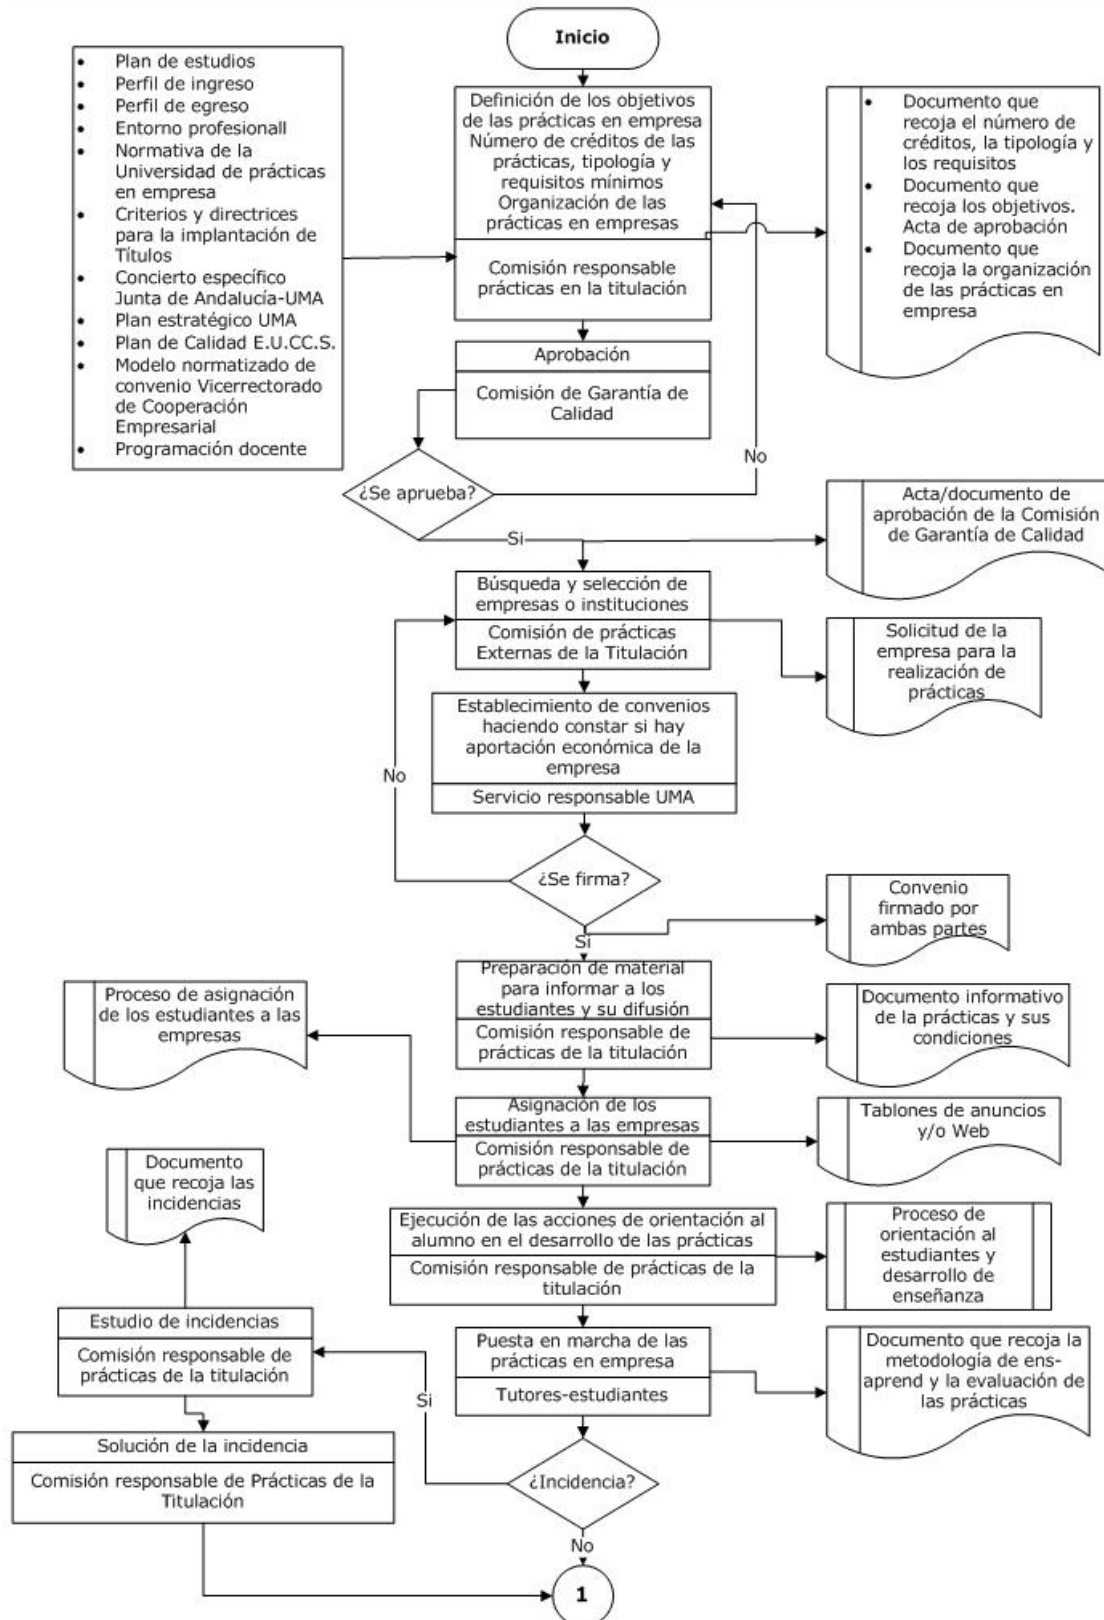 Inicio
• Plan de estudios
• Perfil de ingreso
• Perfil de egreso
• Entorno profesionall
• Normativa de la
Universidad de prácticas
en empresa
• Criterios y directrices
para la implantación de
Títulos
• Concierto específico
Junta de Andalucía-UMA
• Plan estratégico UMA
• Plan de Calidad E.U.CC.S.
• Modelo normatizado de
convenio Vicerrectorado
de Cooperación
Empresarial
• Programación docente
Definición de los objetivos
de las prácticas en empresa
Número de créditos de las
prácticas, tipología y
requisitos mínimos
Organización de las
prácticas en empresas
Comisión responsable
prácticas en la titulación
• Documento que
recoja el número de
créditos, la tipología y
los requisitos
• Documento que
recoja los objetivos.
Acta de aprobación
• Documento que
recoja la organización
de las prácticas en
empresa
Aprobación
Comisión de Garantía de
Calidad
¿Se aprueba?
No
Si
Acta/documento de
aprobación de la Comisión
de Garantía de Calidad
Búsqueda y selección de
empresas o instituciones
Comisión de prácticas
Externas de la Titulación
Solicitud de la
empresa para la
realización de
prácticas
Establecimiento de convenios
haciendo constar si hay
aportación económica de la
empresa
Servicio responsable UMA
No
¿Se firma?
Si
Convenio
firmado por
ambas partes
Preparación de material
para informar a los
estudiantes y su difusión
Comisión responsable de
prácticas de la titulación
Documento informativo
de la prácticas y sus
condiciones
Proceso de asignación
de los estudiantes a las
empresas
Asignación de los
estudiantes a las empresas
Comisión responsable de
prácticas de la titulación
Tablones de anuncios
y/o Web
Documento
que recoja las
incidencias
Ejecución de las acciones de orientación al
alumno en el desarrollo de las prácticas
Comisión responsable de prácticas de la
titulación
Proceso de
orientación al
estudiantes y
desarrollo de
enseñanza
Estudio de incidencias
Comisión responsable de
prácticas de la titulación
Puesta en marcha de las
prácticas en empresa
Tutores-estudiantes
Documento que recoja la
metodología de ens-
aprend y la evaluación de
las prácticas
Si
Solución de la incidencia
Comisión responsable de Prácticas de la
Titulación
¿Incidencia?
No
1